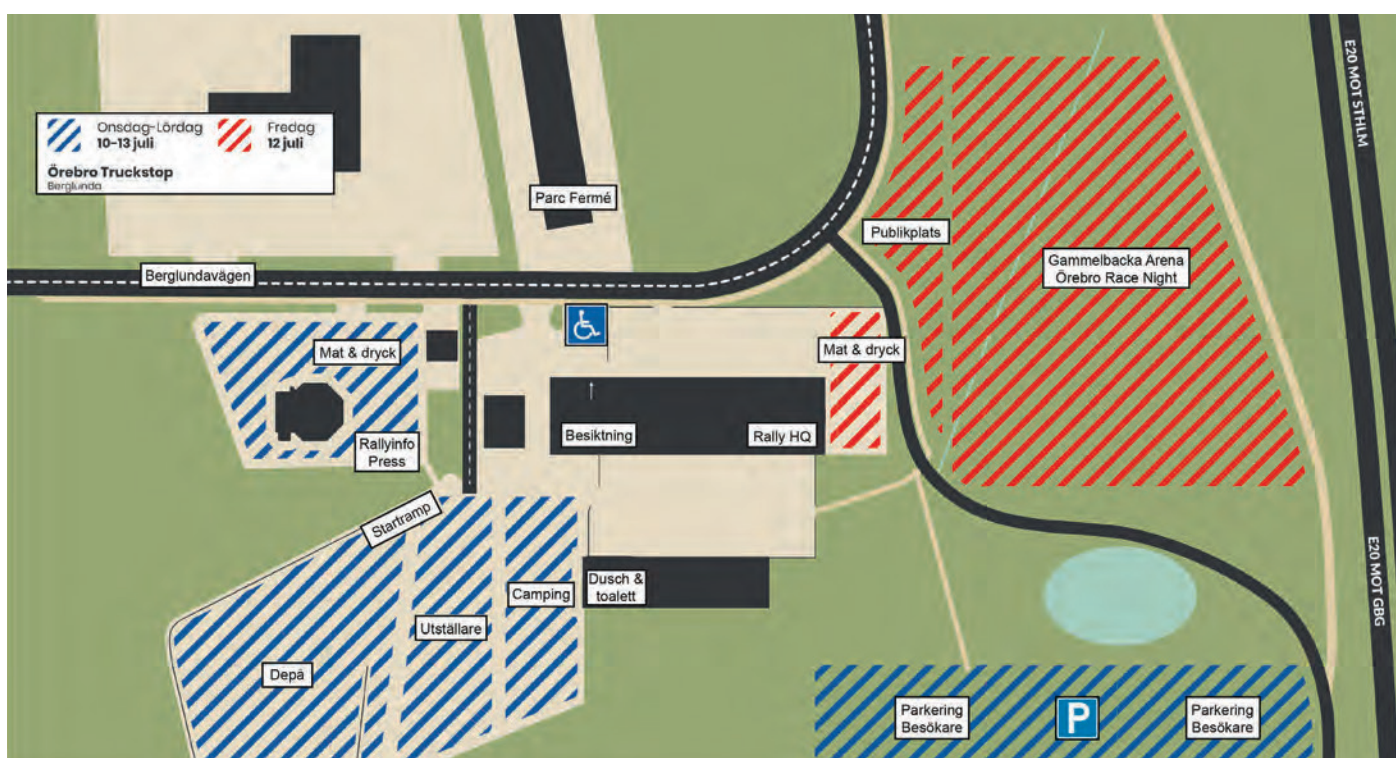 E20 MOT STHLM
Onsdag-Lördag
10-13 juli
Fredag
12 juli
Örebro Truckstop
Berglunda
Parc Fermé
Publikplats
Gammelbacka Arena
Örebro Race Night
Berglundavägen
Mat & dryck
Mat & dryck
Besiktning
Rally HQ
Rallyinfo
Press
Startramp
E20 MOT GBG
Dusch &
toalett
Camping
Utställare
Depå
Parkering
Besökare
P
Parkering
Besökare